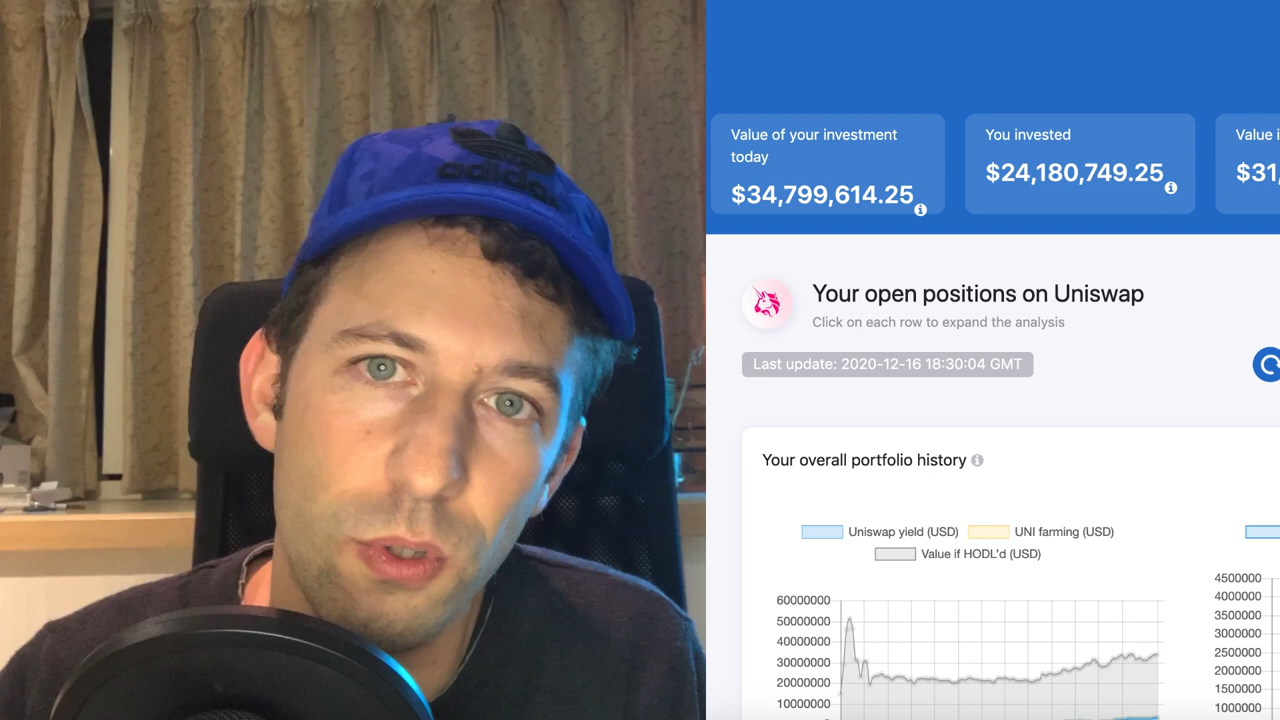 adidas
Value of your investment
today
$34,799,614.25
You invested
$24,180,749.25
Value i
$31,
Your open positions on Uniswap
Click on each row to expand the analysis
Last update: 2020-12-16 18:30:04 GMT
Your overall portfolio history
Uniswap yield (USD)
UNI farming (USD)
Value if HODL'd (USD)
60000000
50000000
40000000
30000000
20000000
10000000
4500000
4000000
3500000
3000000
2500000
2000000
1500000
1000000